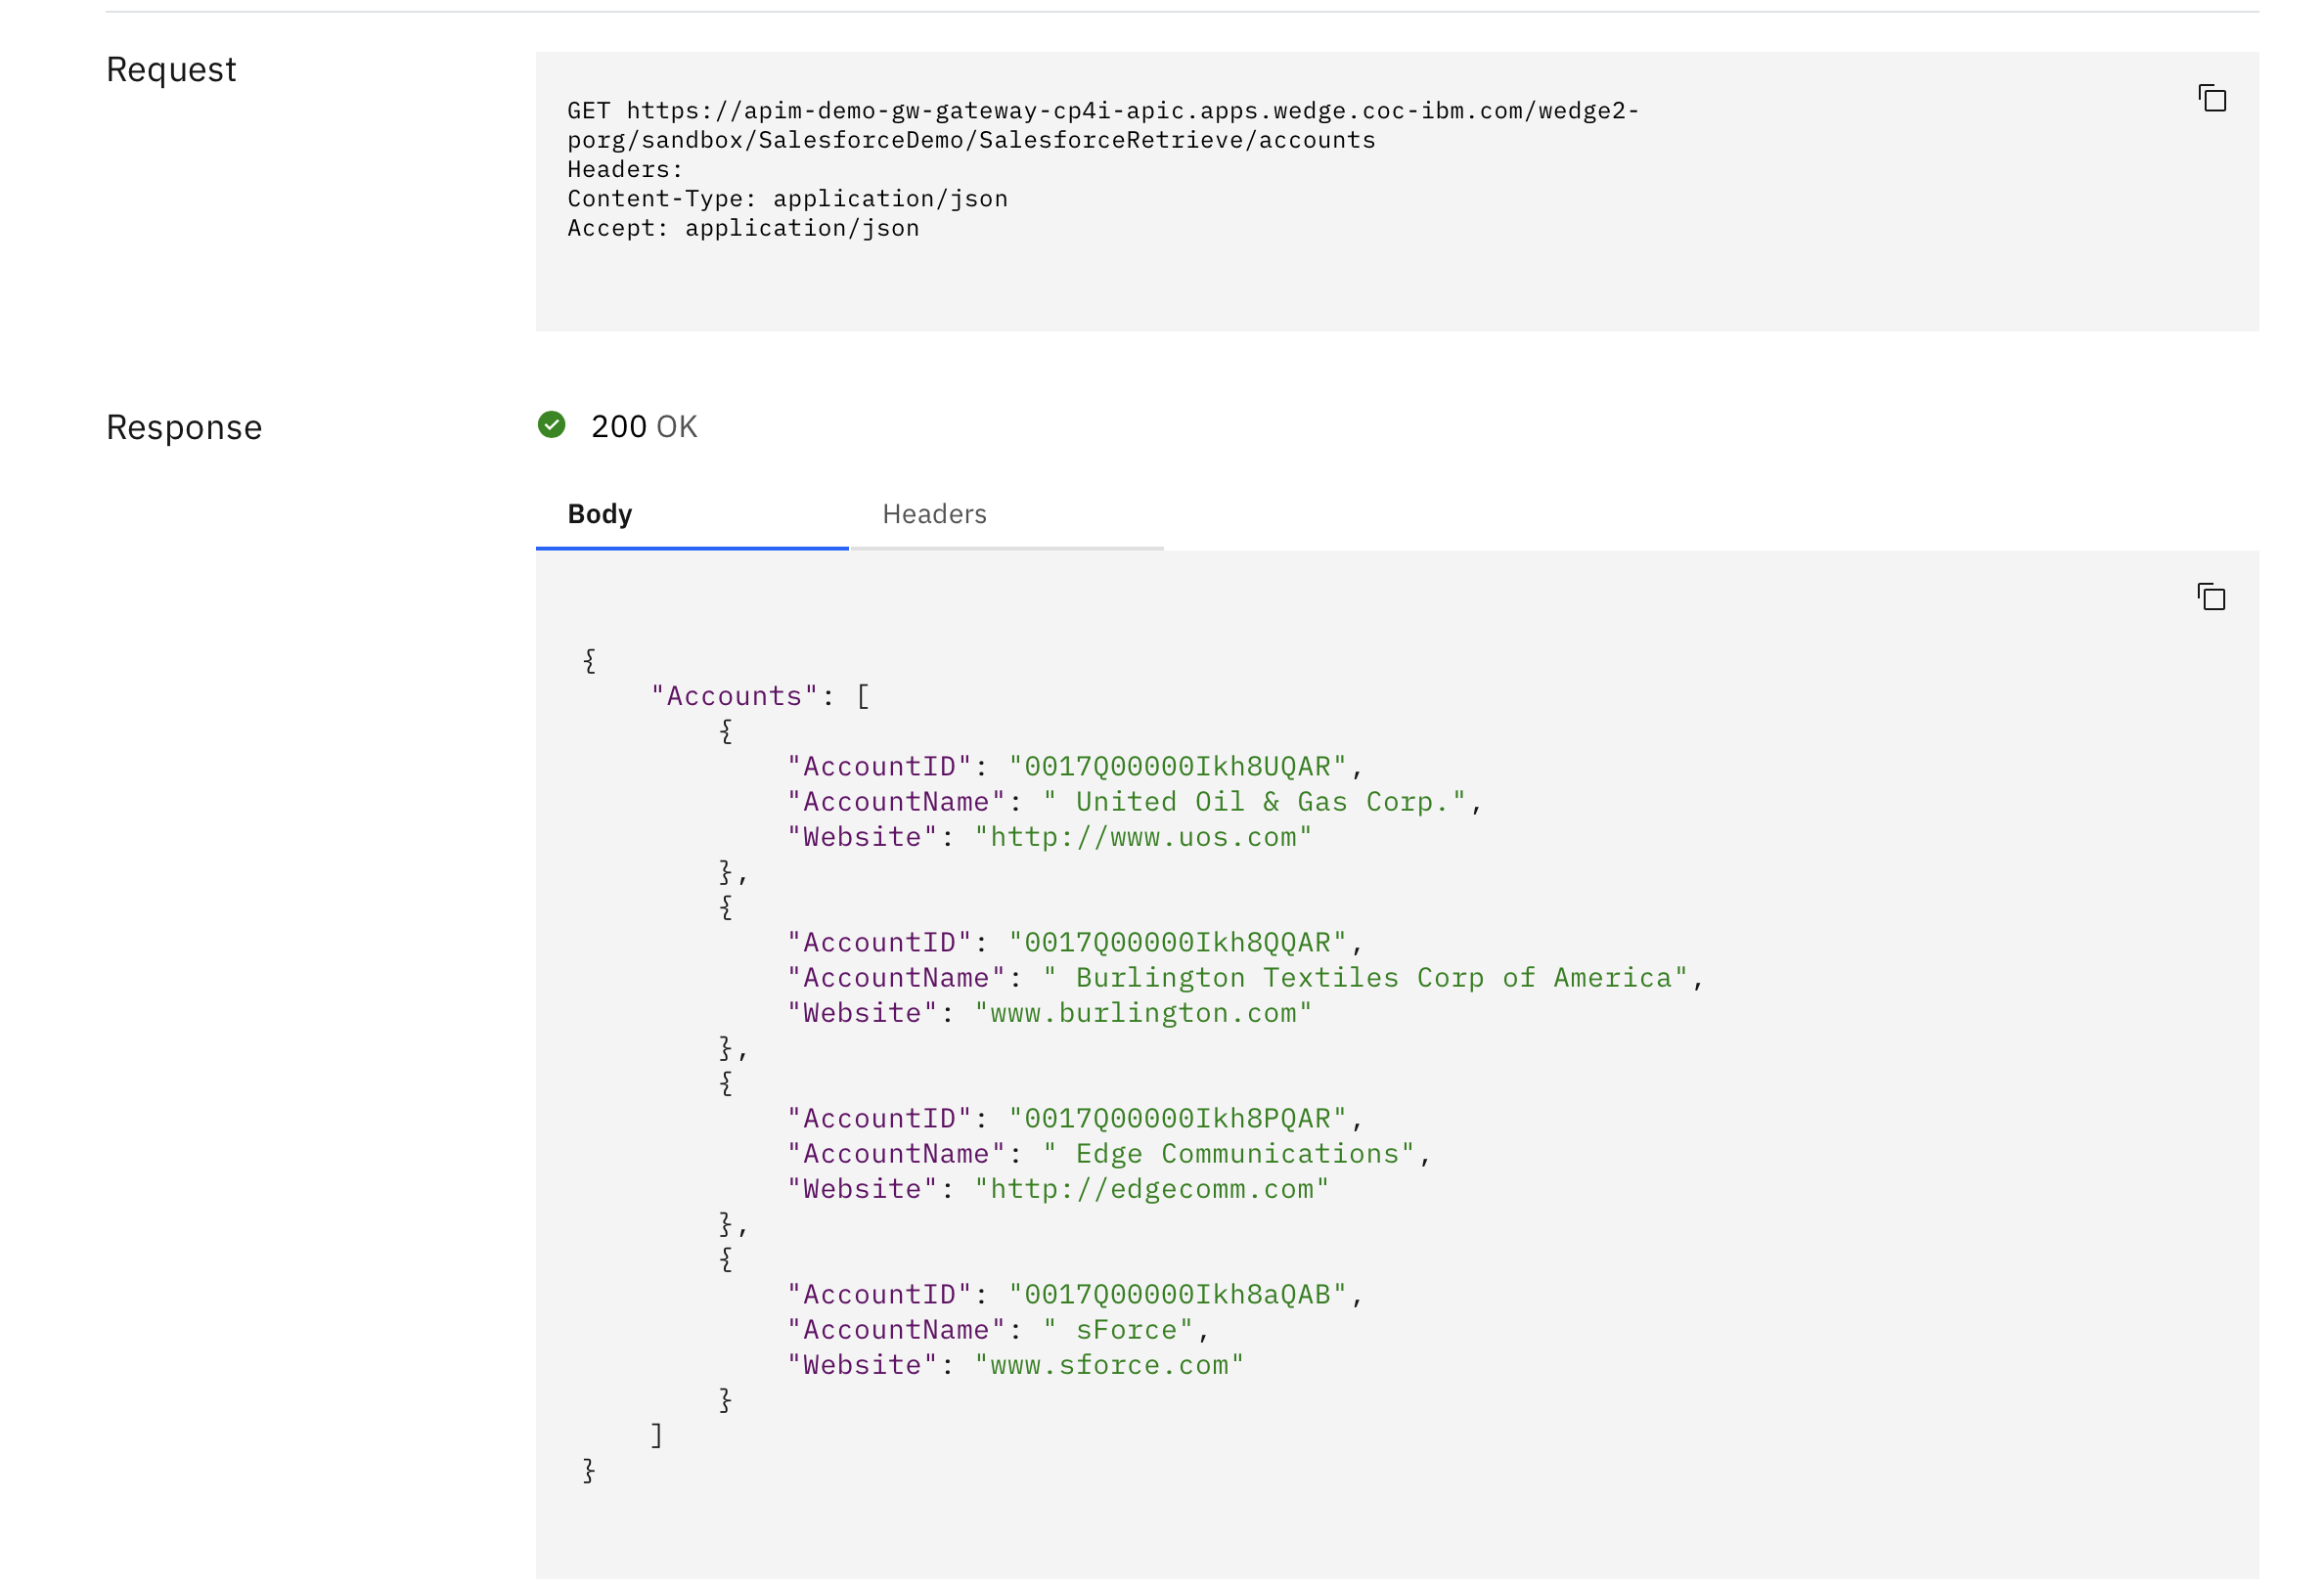 Request
GET https://apim-demo-gw-gateway-cp4i-apic.apps.wedge.coc-ibm.com/wedge2-
porg/sandbox/SalesforceDemo/SalesforceRetrieve/accounts
Headers:
Content-Type: application/json
Accept: application/json
Response
200 OK
Body Headers
{
"Accounts": [
{
"AccountID": "0017Q00000Ikh8UQAR",
"AccountName": " United Oil & Gas Corp.",
"Website": "http://www.uos.com"
},
{
"AccountID": "0017Q00000Ikh8QQAR",
"AccountName": " Burlington Textiles Corp of America",
"Website": "www.burlington.com"
},
{
"AccountID": "0017Q00000Ikh8PQAR",
"AccountName": " Edge Communications",
"Website": "http://edgecomm.com"
},
{
"AccountID": "0017Q00000Ikh8aQAB",
"AccountName": " sForce",
"Website": "www.sforce.com"
}
]
}